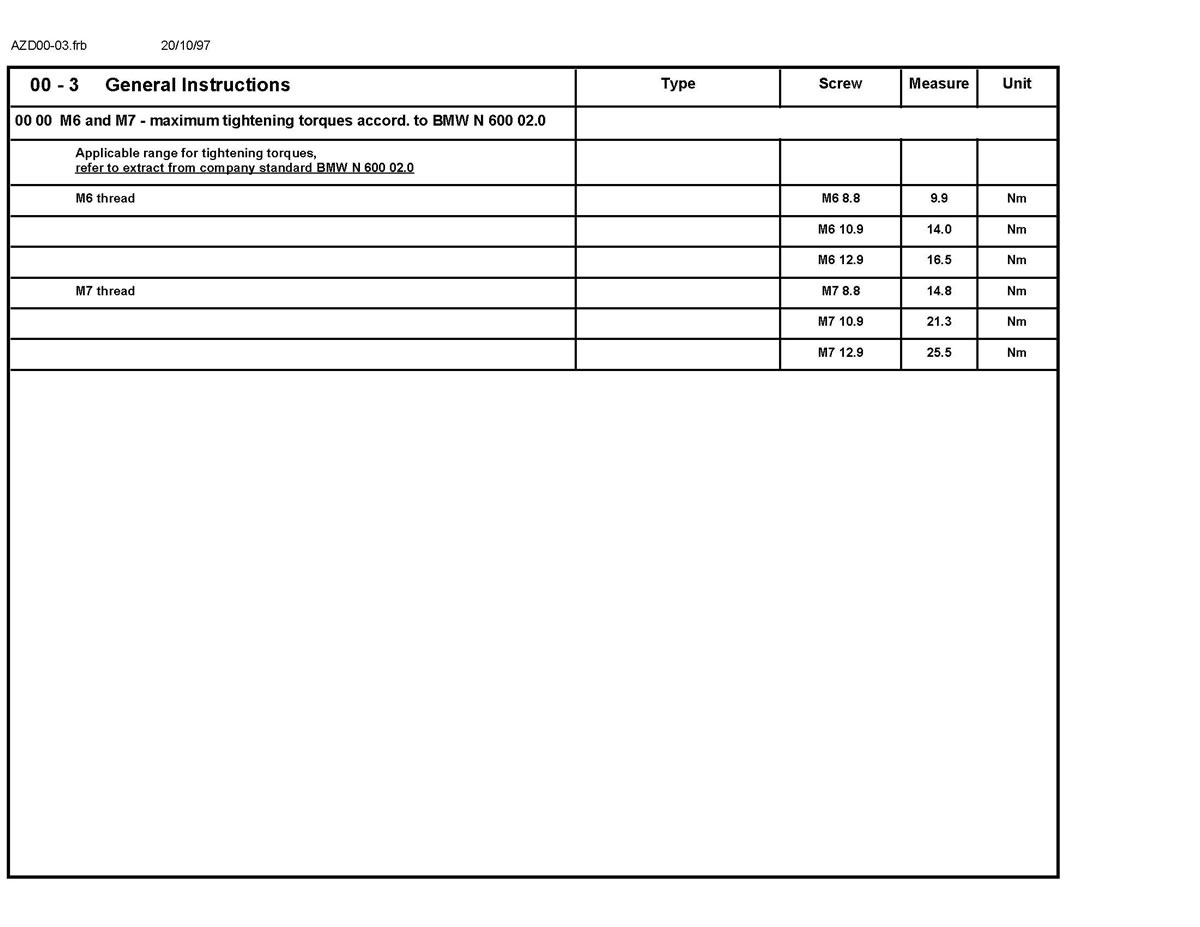 AZD00-03.frb 20/10/97
00 - 3 General Instructions Type Screw Measure Unit
00 00 M6 and M7 - maximum tightening torques accord. to BMW N 600 02.0
Applicable range for tightening torques,
refer to extract from company standard BMW N 600 02.0
M6 thread M6 8.8 9.9 Nm
M6 10.9 14.0 Nm
M6 12.9 16.5 Nm
M7 thread M7 8.8 14.8 Nm
M7 10.9 21.3 Nm
M7 12.9 25.5 Nm